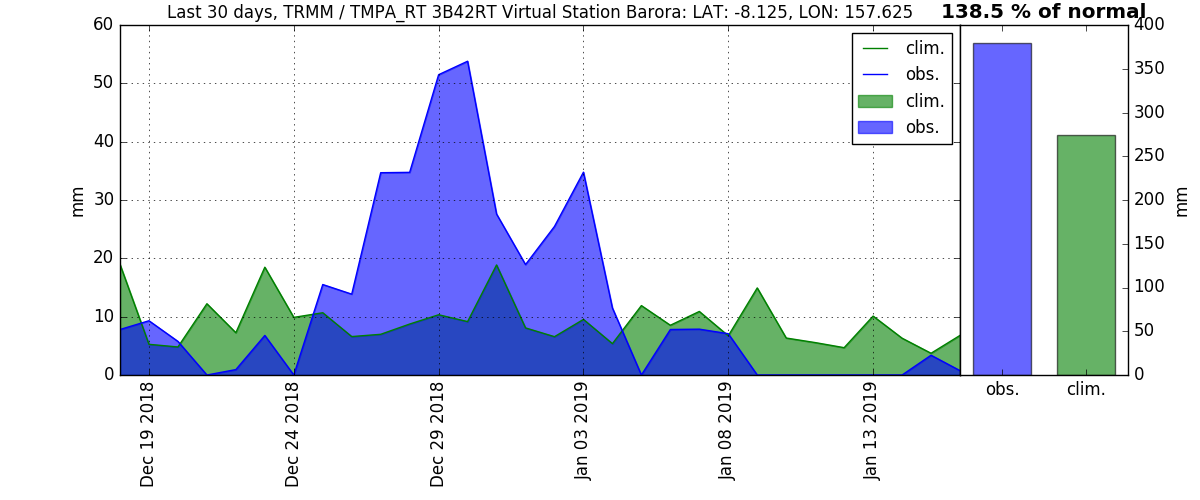 Last 30 days, TRMM / TMPA_RT 3B42RT Virtual Station Barora: LAT: -8.125, LON: 157.625
138.5 % of normal
60
50
40
30
20
10
0
mm
clim.
obs.
clim.
obs.
400
350
300
250
200
150
100
50
0
mm
Dec 19 2018
Dec 24 2018
Dec 29 2018
Jan 03 2019
Jan 08 2019
Jan 13 2019
obs.
clim.